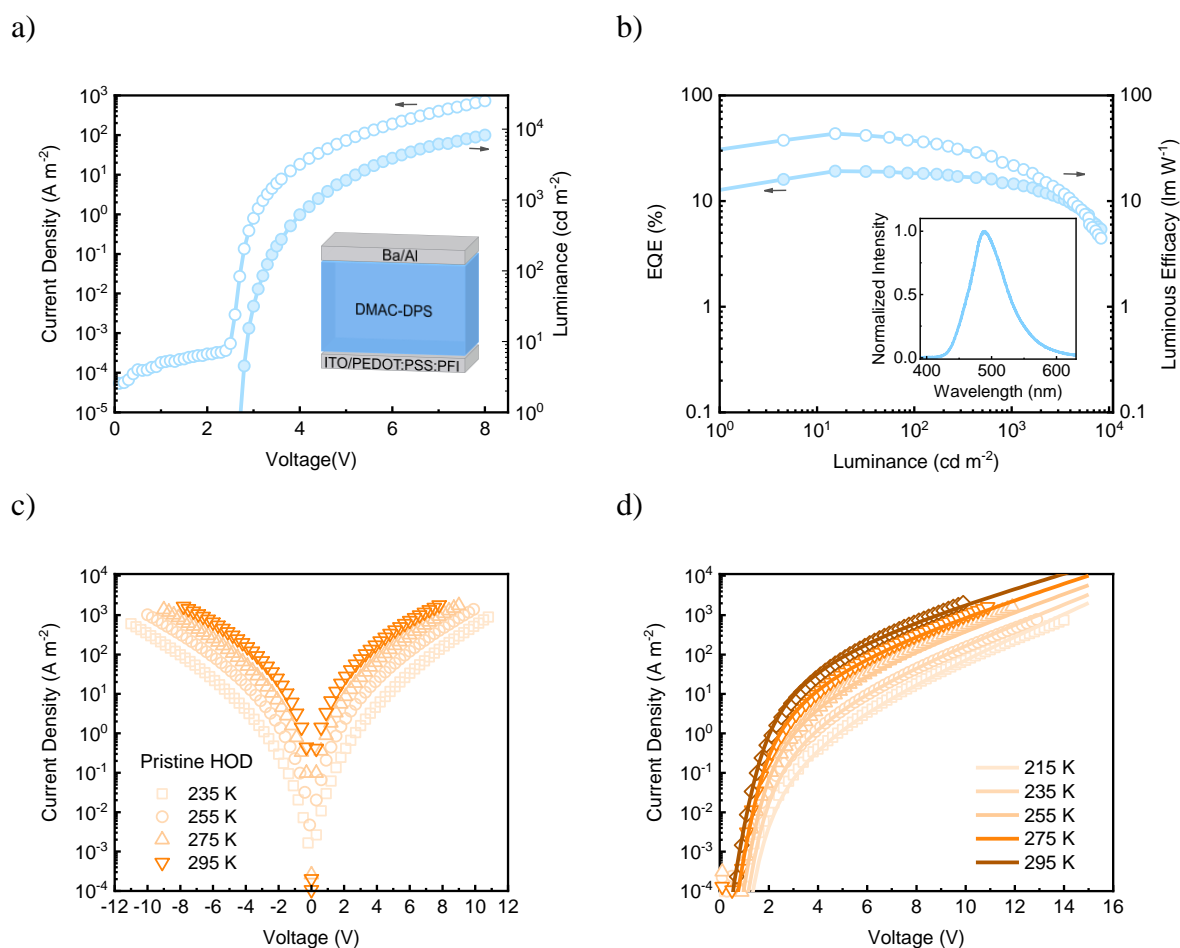 a)
10³
10²
10¹
10⁰
10⁻¹
10⁻²
10⁻³
10⁻⁴
10⁻⁵
Current Density (A m⁻²)
0
2
4
6
8
Voltage(V)
10⁴
10³
10²
10¹
10⁰
Luminance (cd m⁻²)
Ba/Al
DMAC-DPS
ITO/PEDOT:PSS:PFI
b)
100
10
1
0.1
EQE (%)
10⁰
10¹
10²
10³
10⁴
Luminance (cd m⁻²)
100
10
1
0.1
Luminous Efficacy (lm W⁻¹)
1.0
0.5
0.0
Normalized Intensity
400
500
600
Wavelength (nm)
c)
10⁴
10³
10²
10¹
10⁰
10⁻¹
10⁻²
10⁻³
10⁻⁴
Current Density (A m⁻²)
-12 -10 -8 -6 -4 -2 0 2 4 6 8 10 12
Voltage (V)
Pristine HOD
235 K
255 K
275 K
295 K
d)
10⁴
10³
10²
10¹
10⁰
10⁻¹
10⁻²
10⁻³
10⁻⁴
Current Density (A m⁻²)
0 2 4 6 8 10 12 14 16
Voltage (V)
215 K
235 K
255 K
275 K
295 K